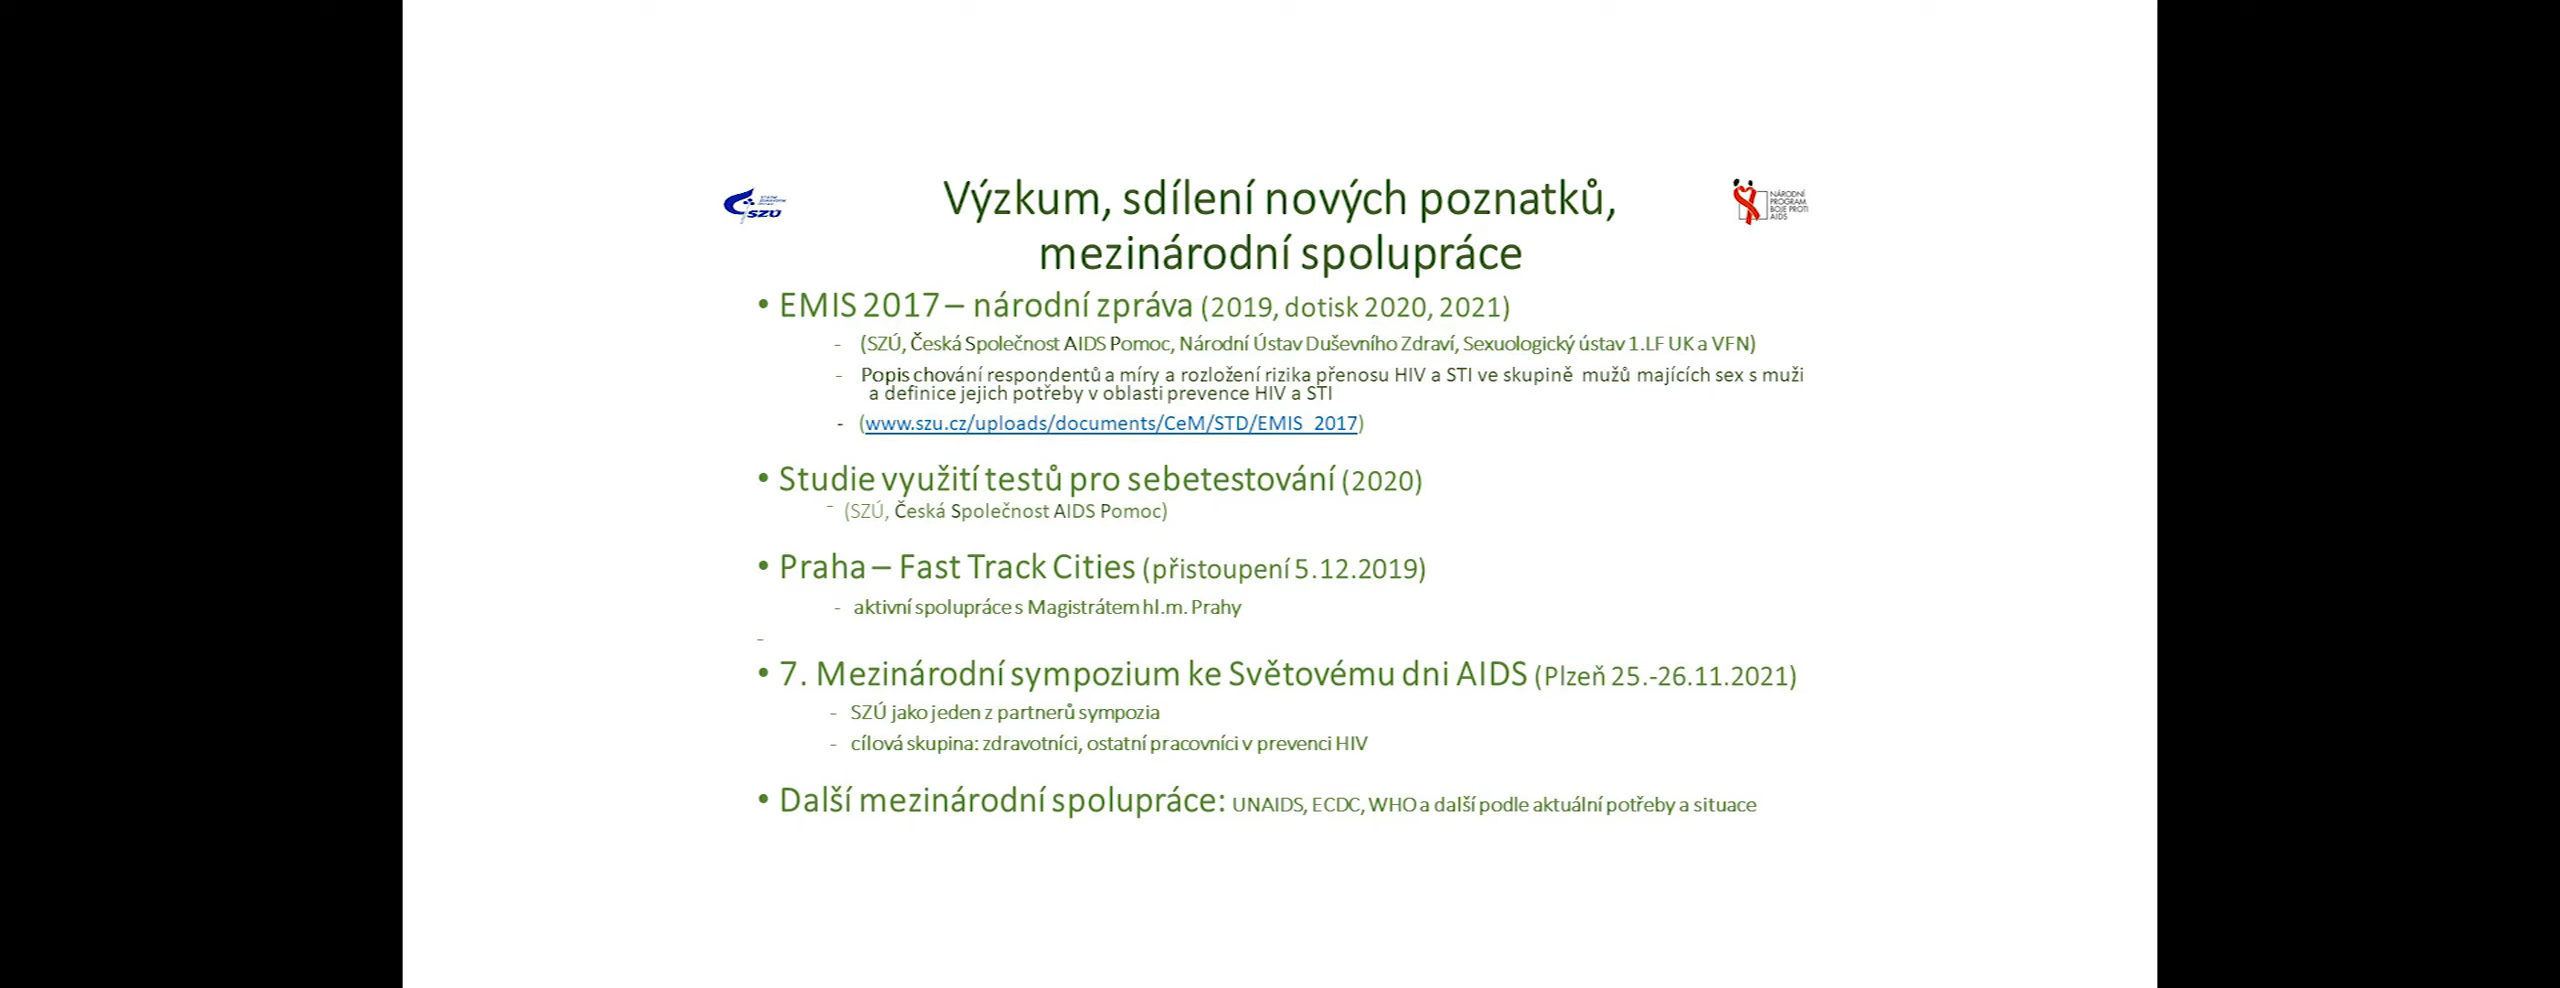 SZÚ
Výzkum, sdílení nových poznatků,
mezinárodní spolupráce
NÁRODNÍ
PROGRAM
BOJE PROTI
AIDS
• EMIS 2017 – národní zpráva (2019, dotisk 2020, 2021)
- (SZÚ, Česká Společnost AIDS Pomoc, Národní Ústav Duševního Zdraví, Sexuologický ústav 1.LF UK a VFN)
- Popis chování respondentů a míry a rozložení rizika přenosu HIV a STI ve skupině mužů majících sex s muži
a definice jejich potřeby v oblasti prevence HIV a STI
- (www.szu.cz/uploads/documents/CeM/STD/EMIS_2017)
• Studie využití testů pro sebetestování (2020)
- (SZÚ, Česká Společnost AIDS Pomoc)
• Praha – Fast Track Cities (přistoupení 5.12.2019)
- aktivní spolupráce s Magistrátem hl.m. Prahy
-
• 7. Mezinárodní sympozium ke Světovému dni AIDS (Plzeň 25.-26.11.2021)
- SZÚ jako jeden z partnerů sympozia
- cílová skupina: zdravotníci, ostatní pracovníci v prevenci HIV
• Další mezinárodní spolupráce: UNAIDS, ECDC, WHO a další podle aktuální potřeby a situace